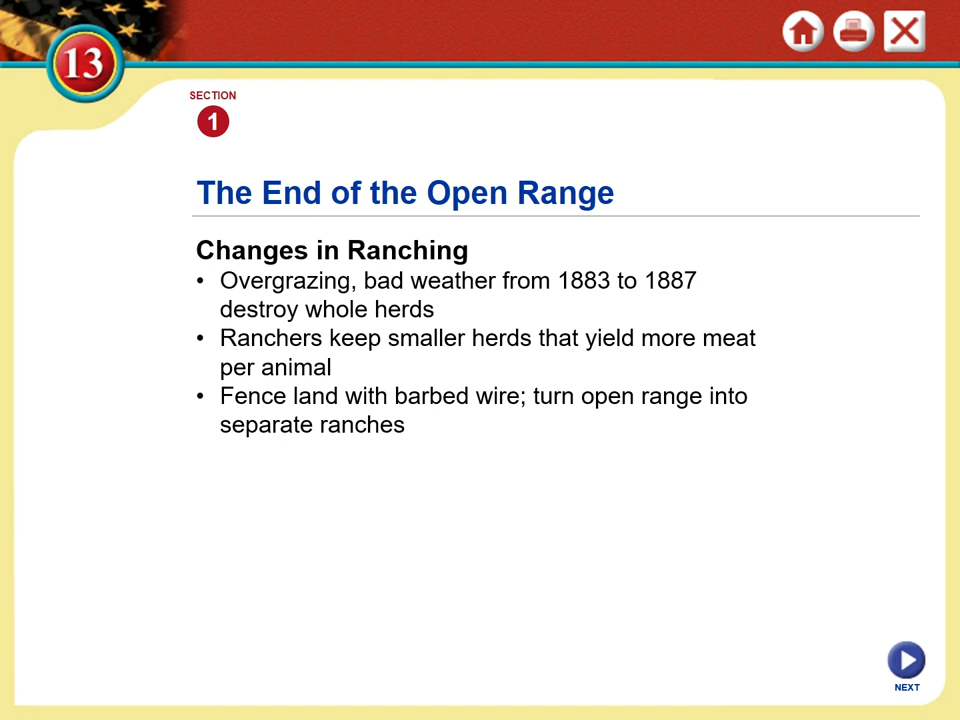 13
SECTION
1
The End of the Open Range
Changes in Ranching
• Overgrazing, bad weather from 1883 to 1887
destroy whole herds
• Ranchers keep smaller herds that yield more meat
per animal
• Fence land with barbed wire; turn open range into
separate ranches
NEXT